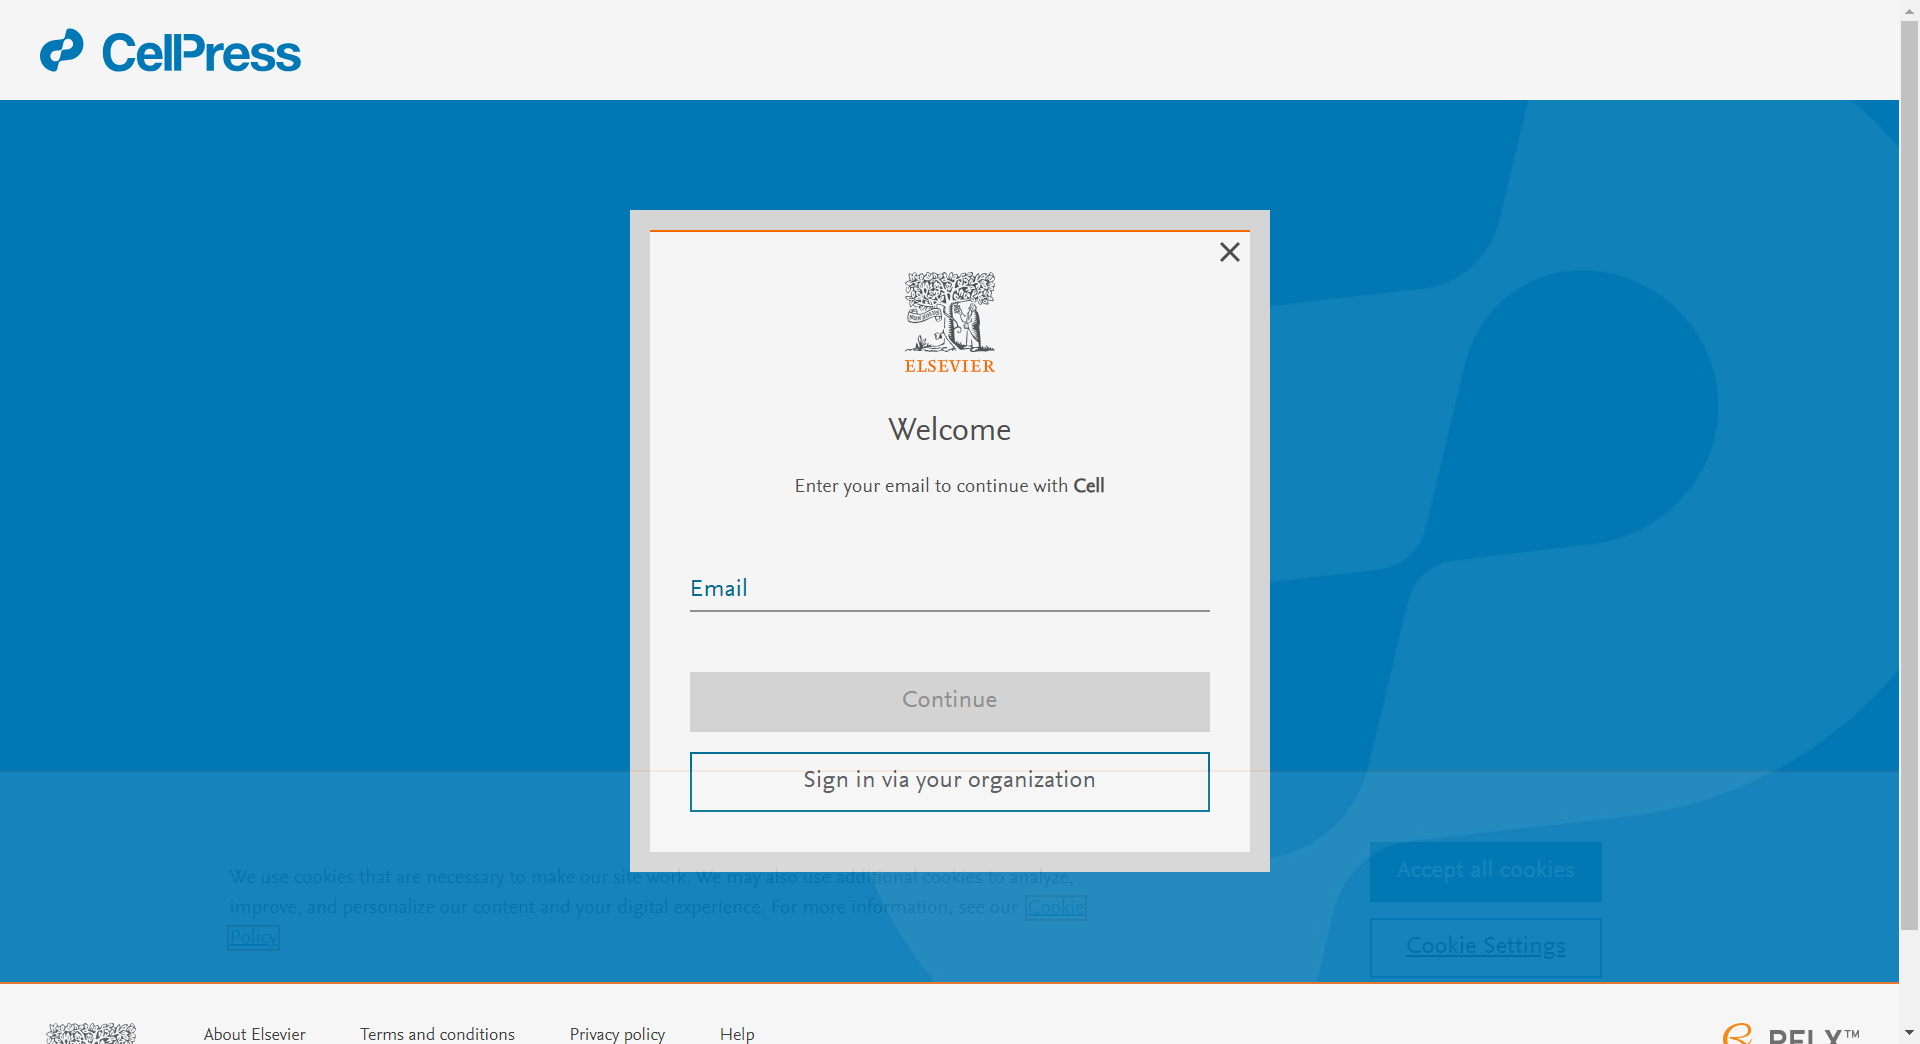 CellPress
ELSEVIER
Welcome
Enter your email to continue with Cell
Email
Continue
Sign in via your organization
We use cookies that are necessary to make our site work. We may also use additional cookies to analyze,
improve, and personalize our content and your digital experience. For more information, see our Cookie
Policy
Accept all cookies
Cookie Settings
About Elsevier
Terms and conditions
Privacy policy
Help
RELX™